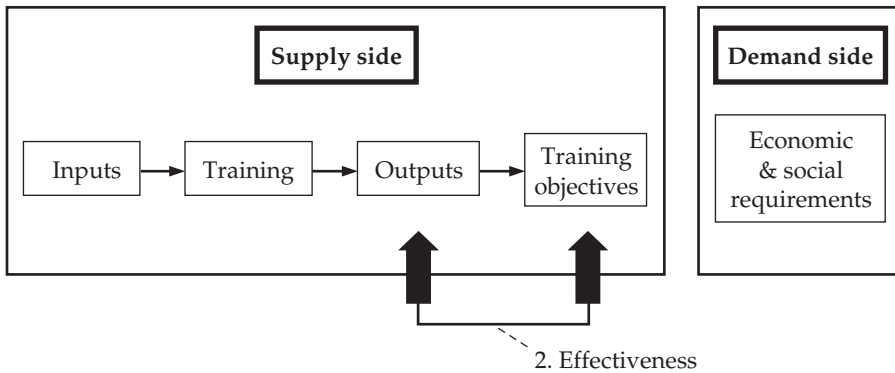 Supply side
Demand side
Inputs
Training
Outputs
Training
objectives
Economic
& social
requirements
2. Effectiveness